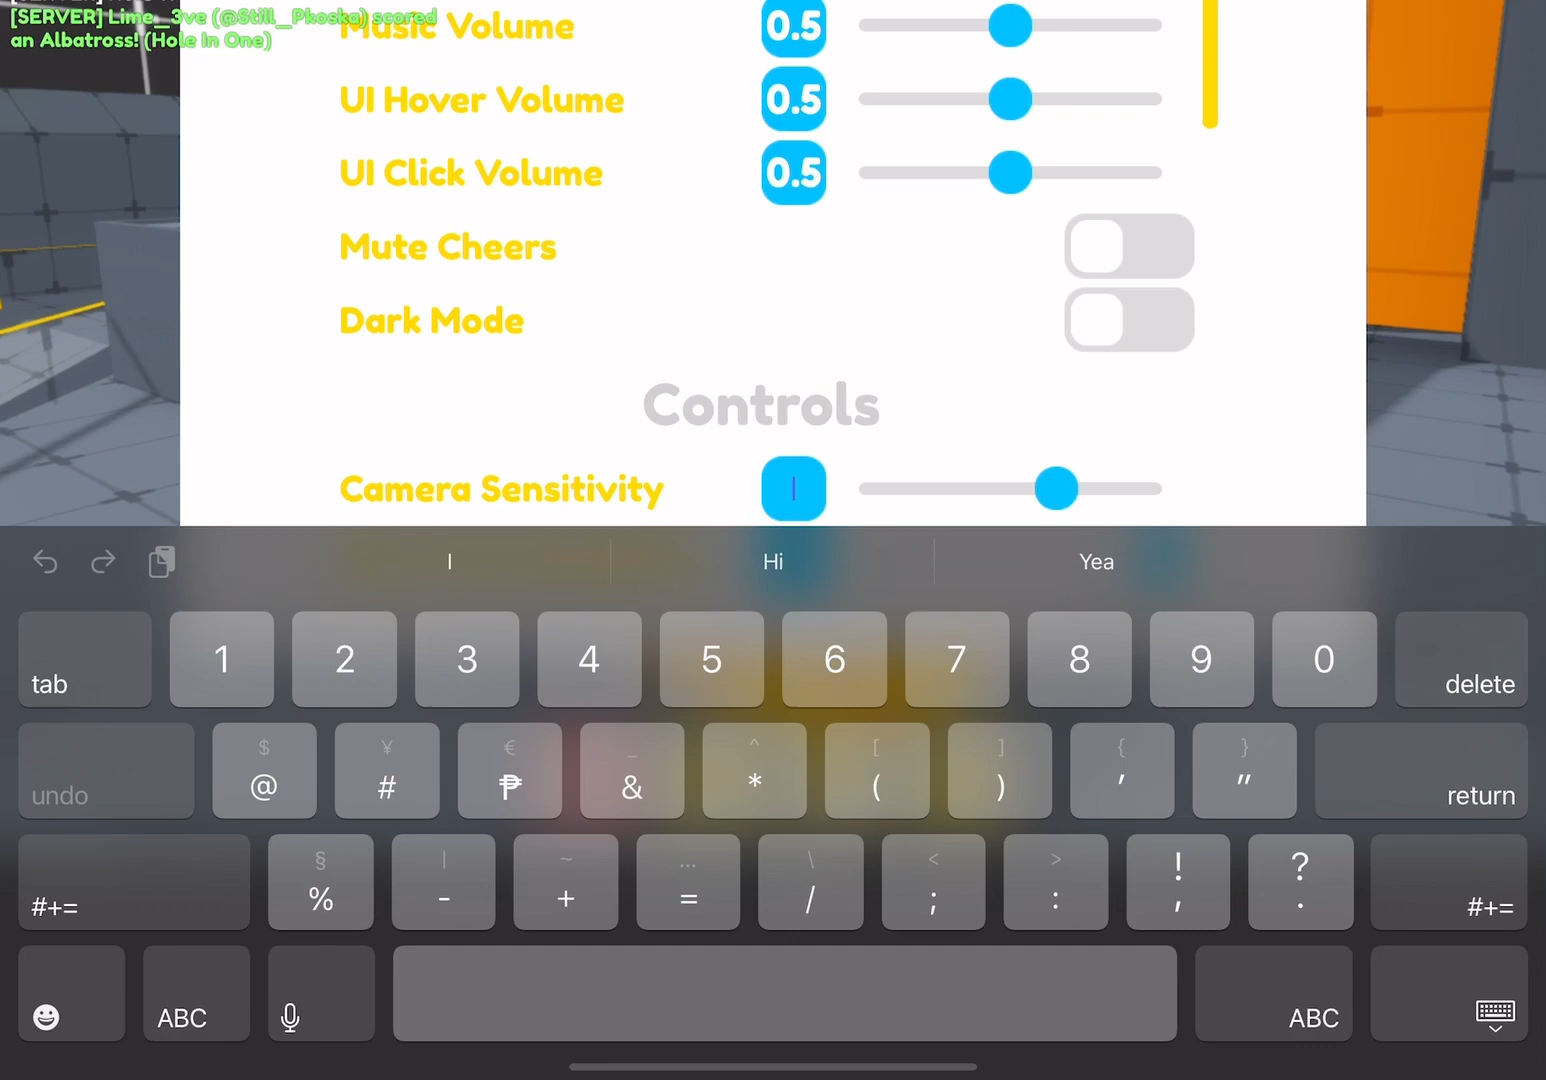 [SERVER] Lime_3ve (@Still_Pkoska) scored
an Albatross! (Hole In One)
Music Volume 0.5
UI Hover Volume 0.5
UI Click Volume 0.5
Mute Cheers
Dark Mode
Controls
Camera Sensitivity
I Hi Yea
tab 1 2 3 4 5 6 7 8 9 0 delete
$ ¥ € _ ^ [ ] { }
undo @ # ₱ & * ( ) ' " return
§ | ~ … \ < > ! ?
#+= % - + = / ; : , . #+=
ABC ABC